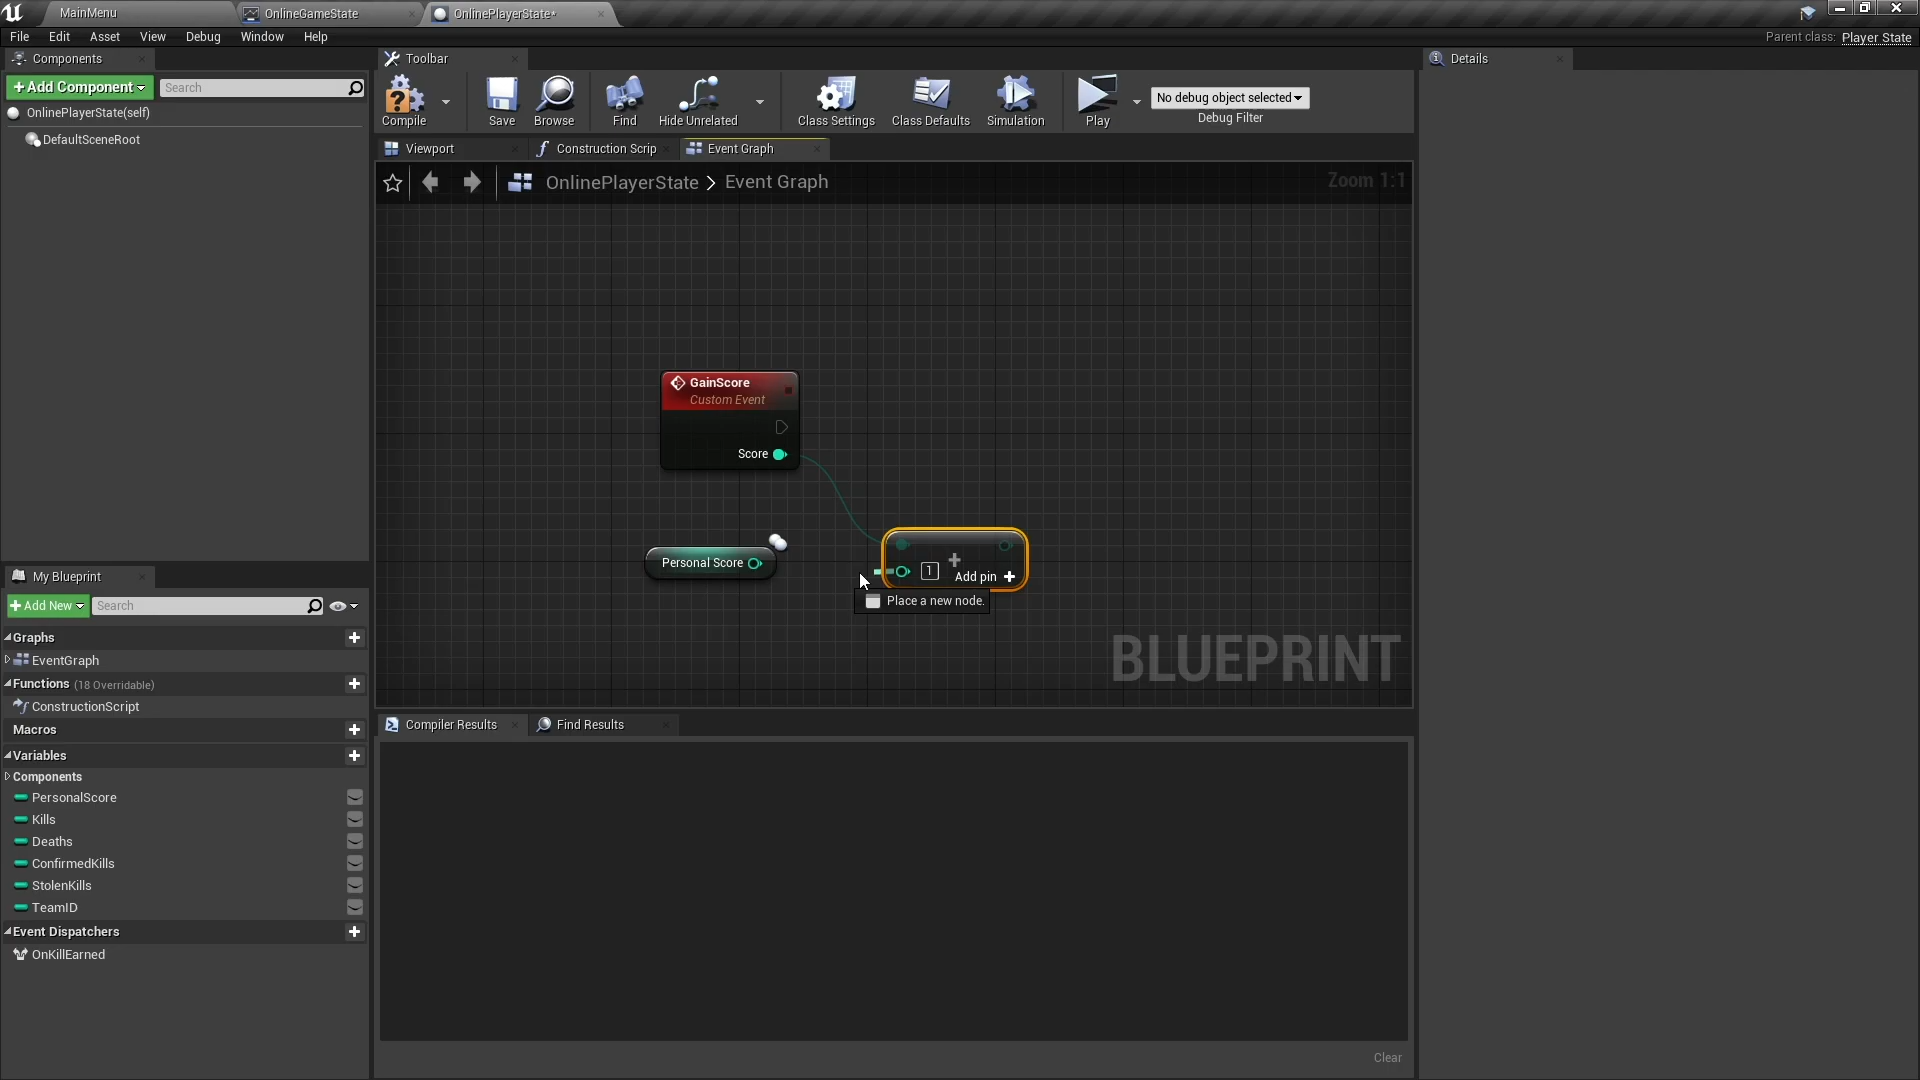 MainMenu
OnlineGameState
OnlinePlayerState*
File Edit Asset View Debug Window Help
Parent class: Player State
Components
+Add Component
Search
OnlinePlayerState(self)
DefaultSceneRoot
Toolbar
Compile
Save
Browse
Find
Hide Unrelated
Class Settings
Class Defaults
Simulation
Play
No debug object selected
Debug Filter
Viewport
Construction Scrip
Event Graph
OnlinePlayerState > Event Graph
Zoom 1:1
GainScore
Custom Event
Score
Personal Score
1
Add pin +
Place a new node.
BLUEPRINT
Details
My Blueprint
+Add New
Search
Graphs
EventGraph
Functions (18 Overridable)
ConstructionScript
Macros
Variables
Components
PersonalScore
Kills
Deaths
ConfirmedKills
StolenKills
TeamID
Event Dispatchers
OnKillEarned
Compiler Results
Find Results
Clear